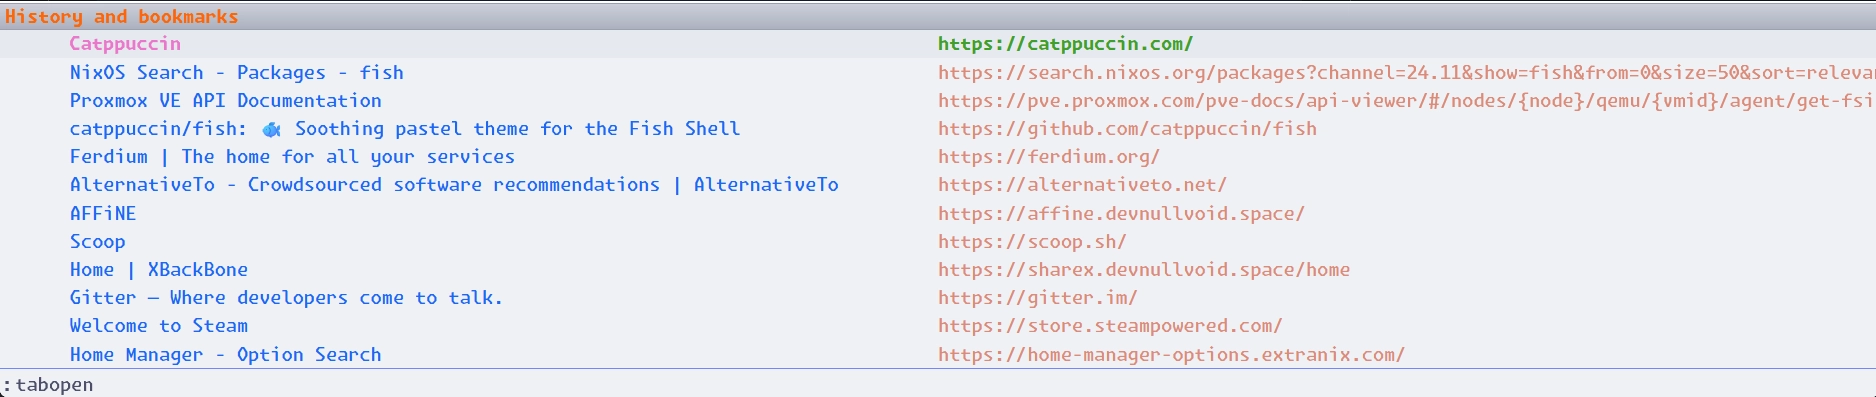 History and bookmarks
Catppuccin https://catppuccin.com/
NixOS Search - Packages - fish https://search.nixos.org/packages?channel=24.11&show=fish&from=0&size=50&sort=releva
Proxmox VE API Documentation https://pve.proxmox.com/pve-docs/api-viewer/#/nodes/{node}/qemu/{vmid}/agent/get-fsi
catppuccin/fish: 🐟 Soothing pastel theme for the Fish Shell https://github.com/catppuccin/fish
Ferdium | The home for all your services https://ferdium.org/
AlternativeTo - Crowdsourced software recommendations | AlternativeTo https://alternativeto.net/
AFFiNE https://affine.devnullvoid.space/
Scoop https://scoop.sh/
Home | XBackBone https://sharex.devnullvoid.space/home
Gitter — Where developers come to talk. https://gitter.im/
Welcome to Steam https://store.steampowered.com/
Home Manager - Option Search https://home-manager-options.extranix.com/
:tabopen